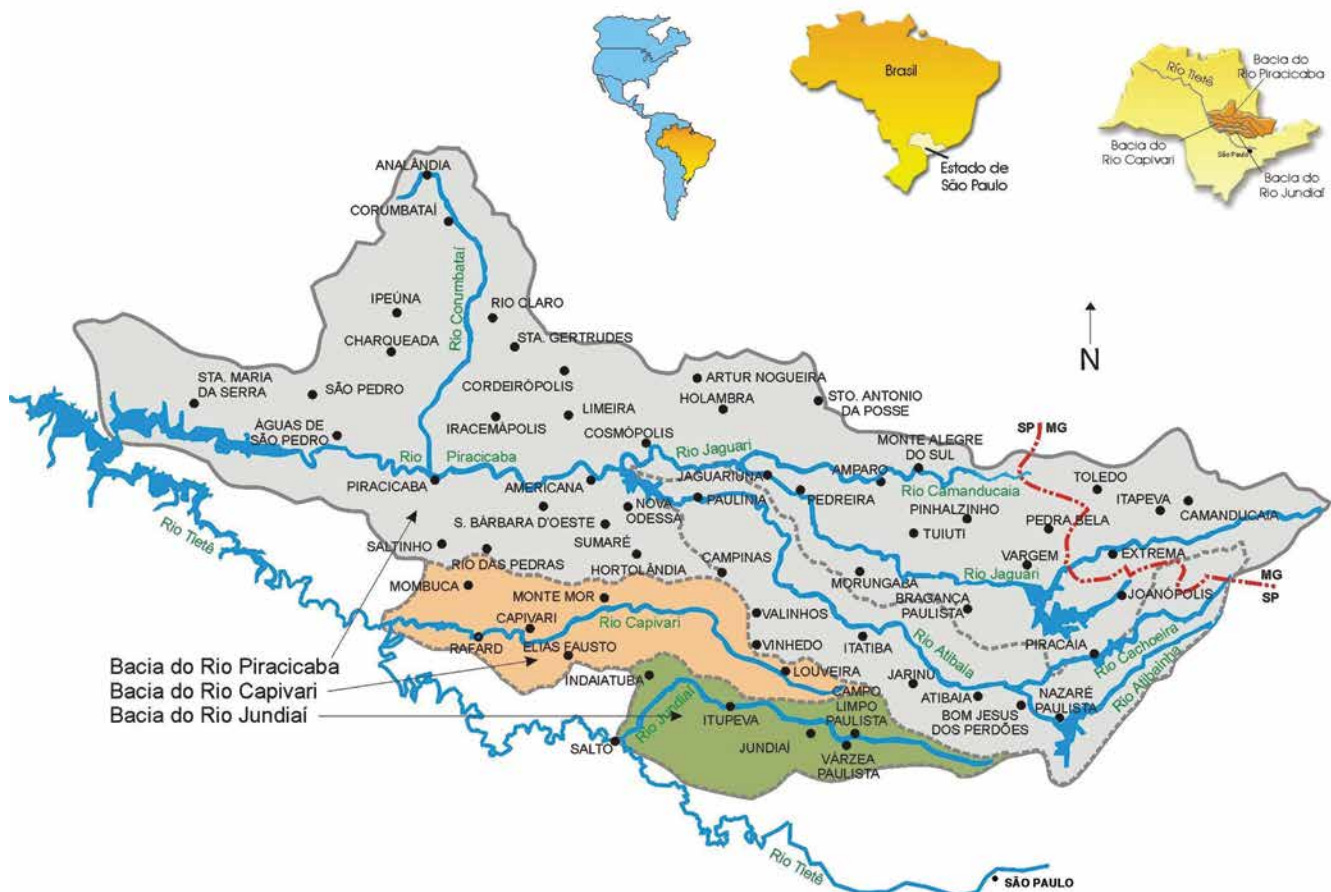 Brasil
Estado de
São Paulo
Rio Tietê
Bacia do
Rio Piracicaba
Bacia do
Rio Capivari
São Paulo
Bacia do
Rio Jundiaí
ANALÂNDIA
CORUMBATAÍ
Rio Corumbataí
IPEÚNA
RIO CLARO
CHARQUEADA
STA. GERTRUDES
N
STA. MARIA
DA SERRA
SÃO PEDRO
CORDEIRÓPOLIS
ARTUR NOGUEIRA
HOLAMBRA
STO. ANTONIO
DA POSSE
ÁGUAS DE
SÃO PEDRO
IRACEMÁPOLIS
LIMEIRA
COSMÓPOLIS
SP
MG
Rio Piracicaba
Rio Jaguari
MONTE ALEGRE
DO SUL
PIRACICABA
AMERICANA
JAGUARIUNA
AMPARO
Rio Camanducaia
TOLEDO
ITAPEVA
PAULÍNIA
PEDREIRA
NOVA
ODESSA
PINHALZINHO
PEDRA BELA
CAMANDUCAIA
S. BÁRBARA D'OESTE
TUIUTI
SALTINHO
SUMARÉ
VARGEM
EXTREMA
RIO DAS PEDRAS
HORTOLÂNDIA
CAMPINAS
MORUNGABA
Rio Jaguari
MG
SP
Rio Tietê
MOMBUCA
MONTE MOR
BRAGANÇA
PAULISTA
JOANÓPOLIS
VALINHOS
CAPIVARI
Rio Capivari
ITATIBA
Rio Atibaia
RAFARD
ELIAS FAUSTO
VINHEDO
PIRACAIA
Rio Cachoeira
Rio Atibainha
Bacia do Rio Piracicaba
Bacia do Rio Capivari
Bacia do Rio Jundiaí
INDAIATUBA
LOUVEIRA
JARINU
ATIBAIA
NAZARÉ
PAULISTA
CAMPO
LIMPO
PAULISTA
BOM JESUS
DOS PERDÕES
Rio Jundiaí
ITUPEVA
SALTO
JUNDIAÍ
VÁRZEA
PAULISTA
Rio Tietê
SÃO PAULO